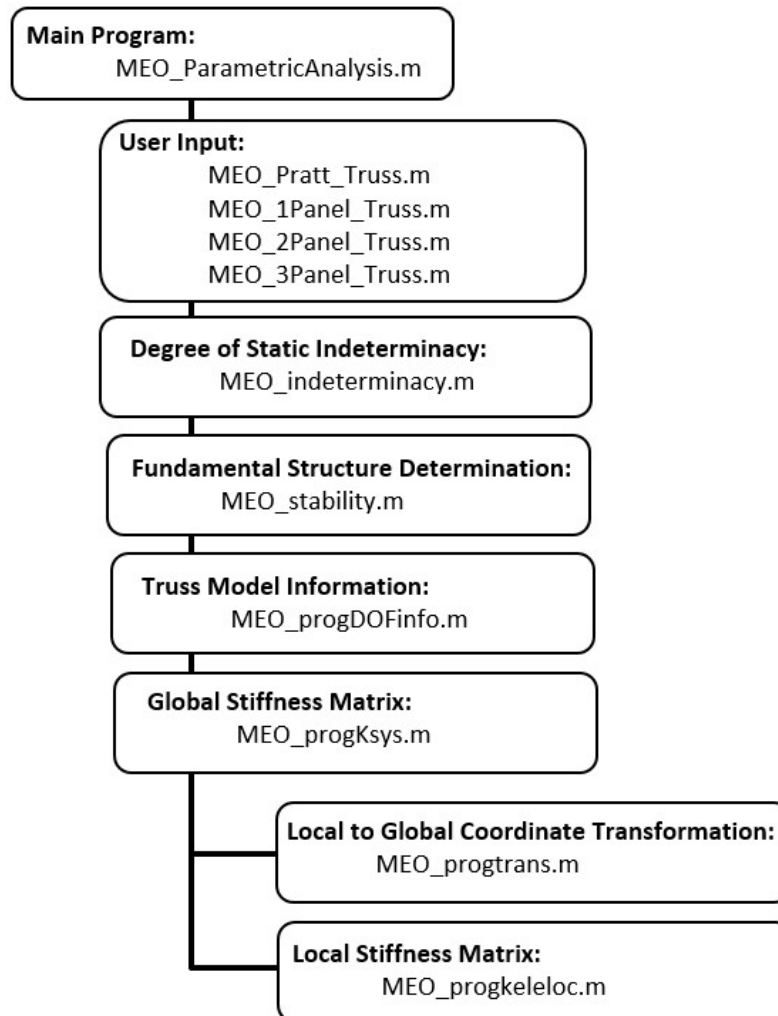 Main Program:
MEO_ParametricAnalysis.m
User Input:
MEO_Pratt_Truss.m
MEO_1Panel_Truss.m
MEO_2Panel_Truss.m
MEO_3Panel_Truss.m
Degree of Static Indeterminacy:
MEO_indeterminacy.m
Fundamental Structure Determination:
MEO_stability.m
Truss Model Information:
MEO_progDOFinfo.m
Global Stiffness Matrix:
MEO_progKsys.m
Local to Global Coordinate Transformation:
MEO_progtrans.m
Local Stiffness Matrix:
MEO_progkeleloc.m